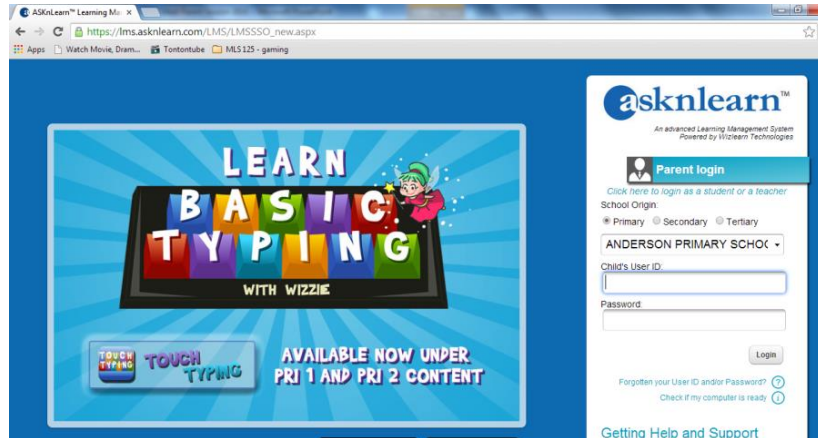 ASKnLearn™ Learning Ma
https://lms.asknlearn.com/LMS/LMSSSO_new.aspx
Apps Watch Movie, Dram... Tontontube MLS 125 - gaming
asknlearn™
An advanced Learning Management System
Powered by Wizlearn Technologies
Parent login
Click here to login as a student or a teacher
School Origin:
Primary Secondary Tertiary
ANDERSON PRIMARY SCHOO
Child's User ID:
Password:
Login
Forgotten your User ID and/or Password? ?
Check if my computer is ready i
Getting Help and Support
LEARN
BASIC
TYPING
WITH WIZZIE
TOUCH
TYPING
TOUCH
TYPING
AVAILABLE NOW UNDER
PRI 1 AND PRI 2 CONTENT